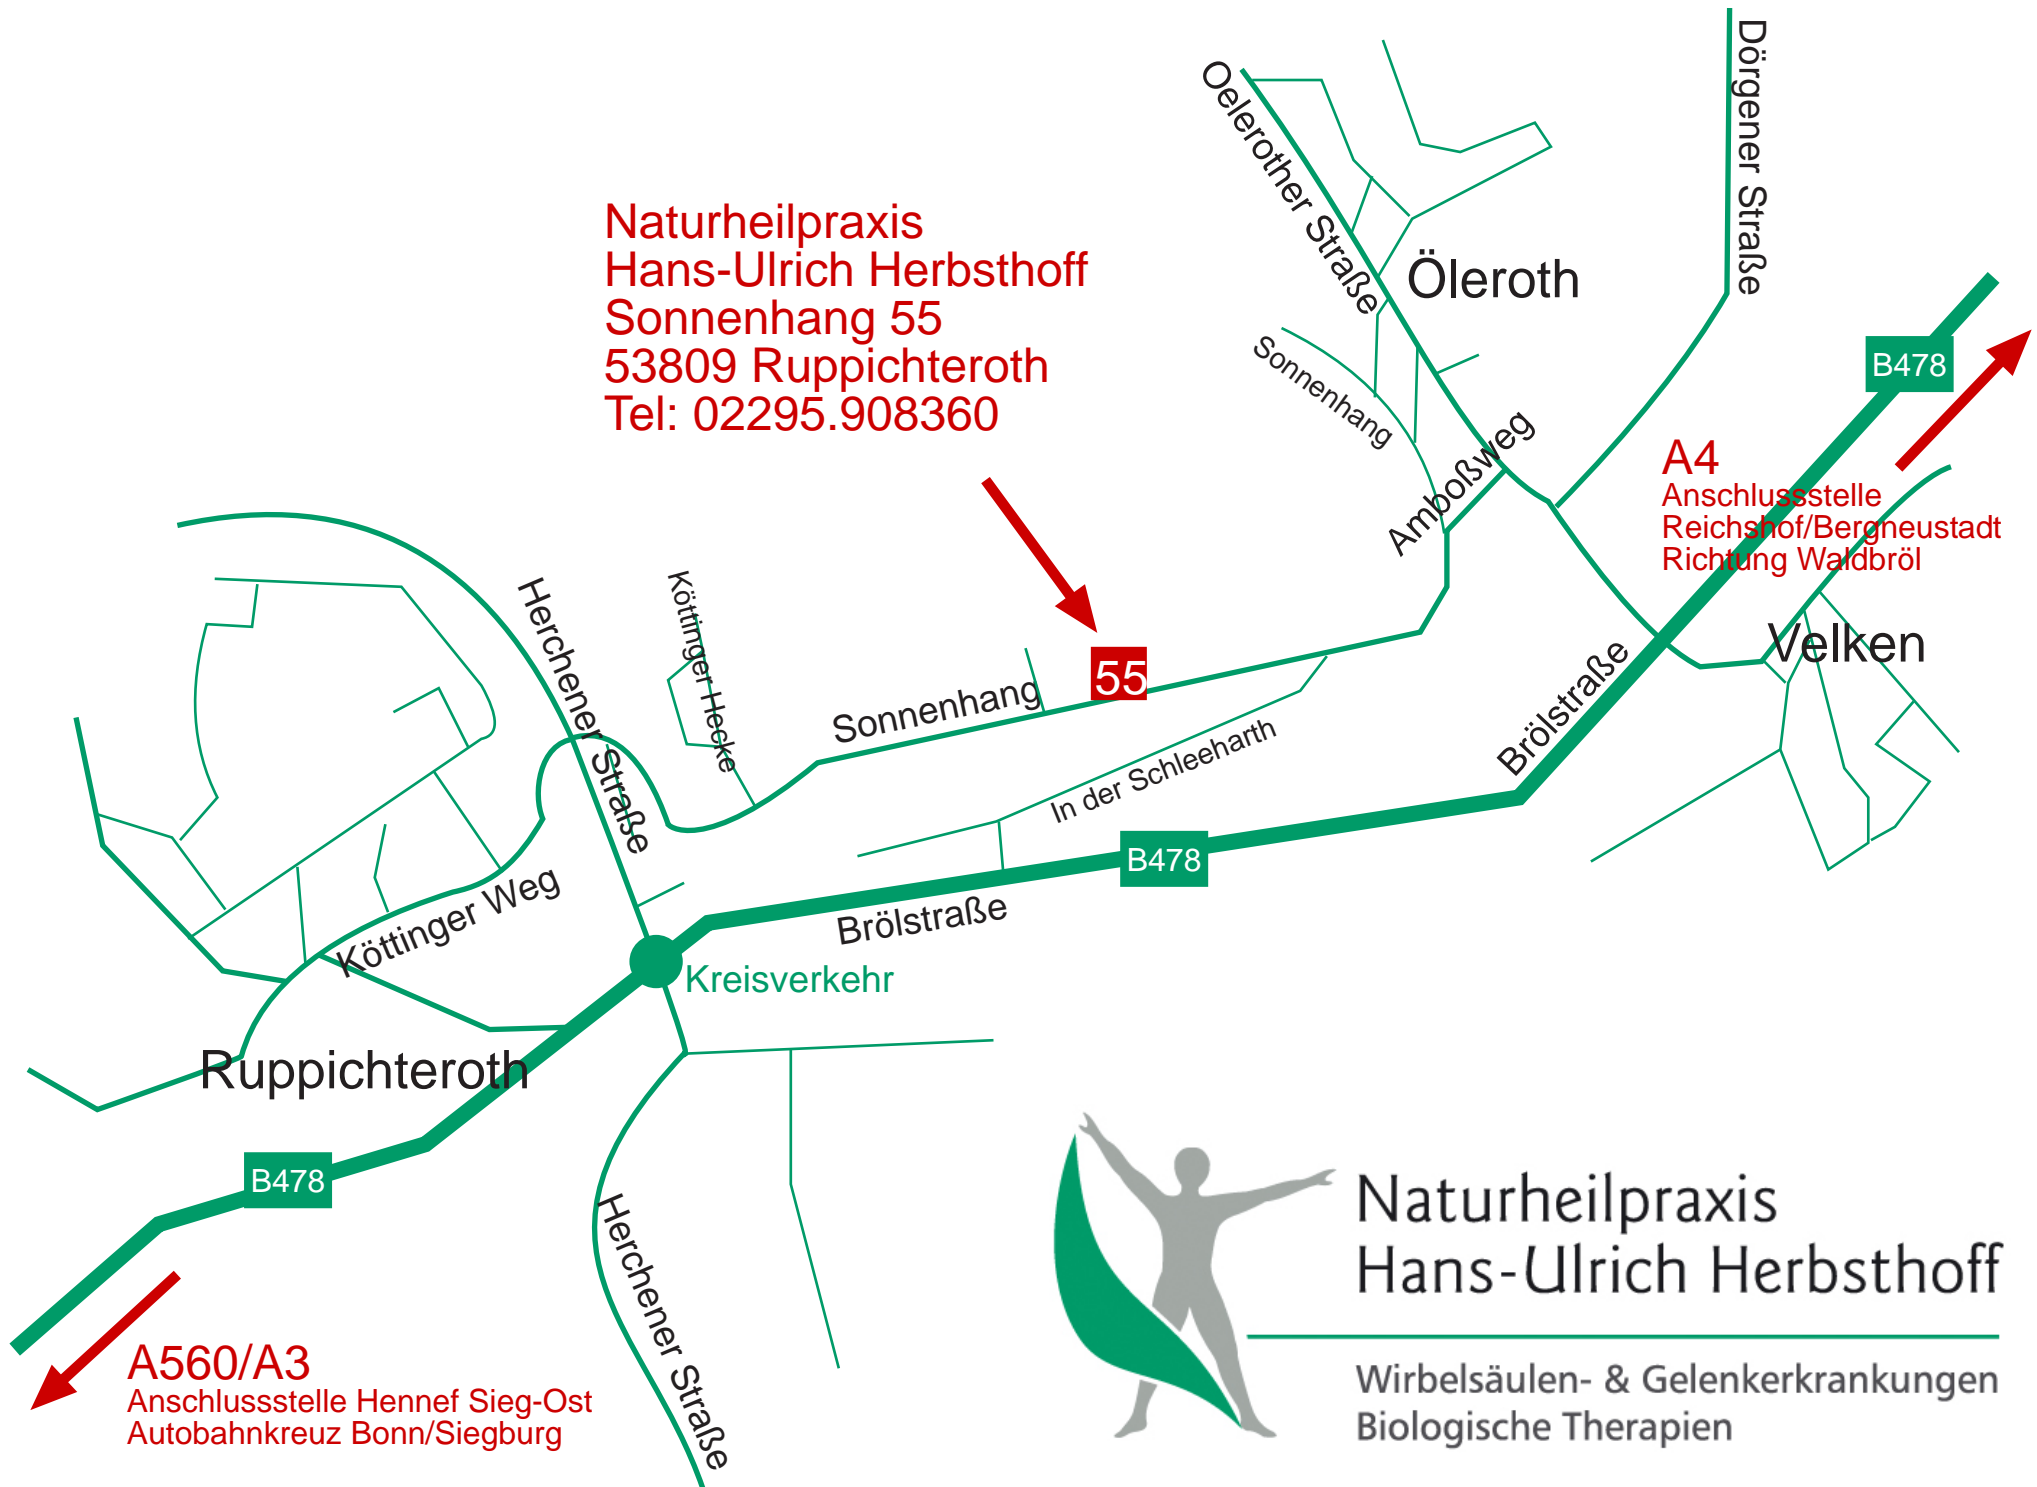 Dörgener Straße
Oelerother Straße
Naturheilpraxis
Hans-Ulrich Herbsthoff
Sonnenhang 55
53809 Ruppichteroth
Tel: 02295.908360
Öleroth
Sonnenhang
B478
Amboßweg
A4
Anschlussstelle
Reichshof/Bergneustadt
Richtung Waldbröl
Herchener Straße
Köttinger Hecke
Sonnenhang
55
Velken
Brölstraße
In der Schleeharth
B478
Köttinger Weg
Brölstraße
Kreisverkehr
Ruppichteroth
B478
Herchener Straße
A560/A3
Anschlussstelle Hennef Sieg-Ost
Autobahnkreuz Bonn/Siegburg
Naturheilpraxis
Hans-Ulrich Herbsthoff
Wirbelsäulen- & Gelenkerkrankungen
Biologische Therapien